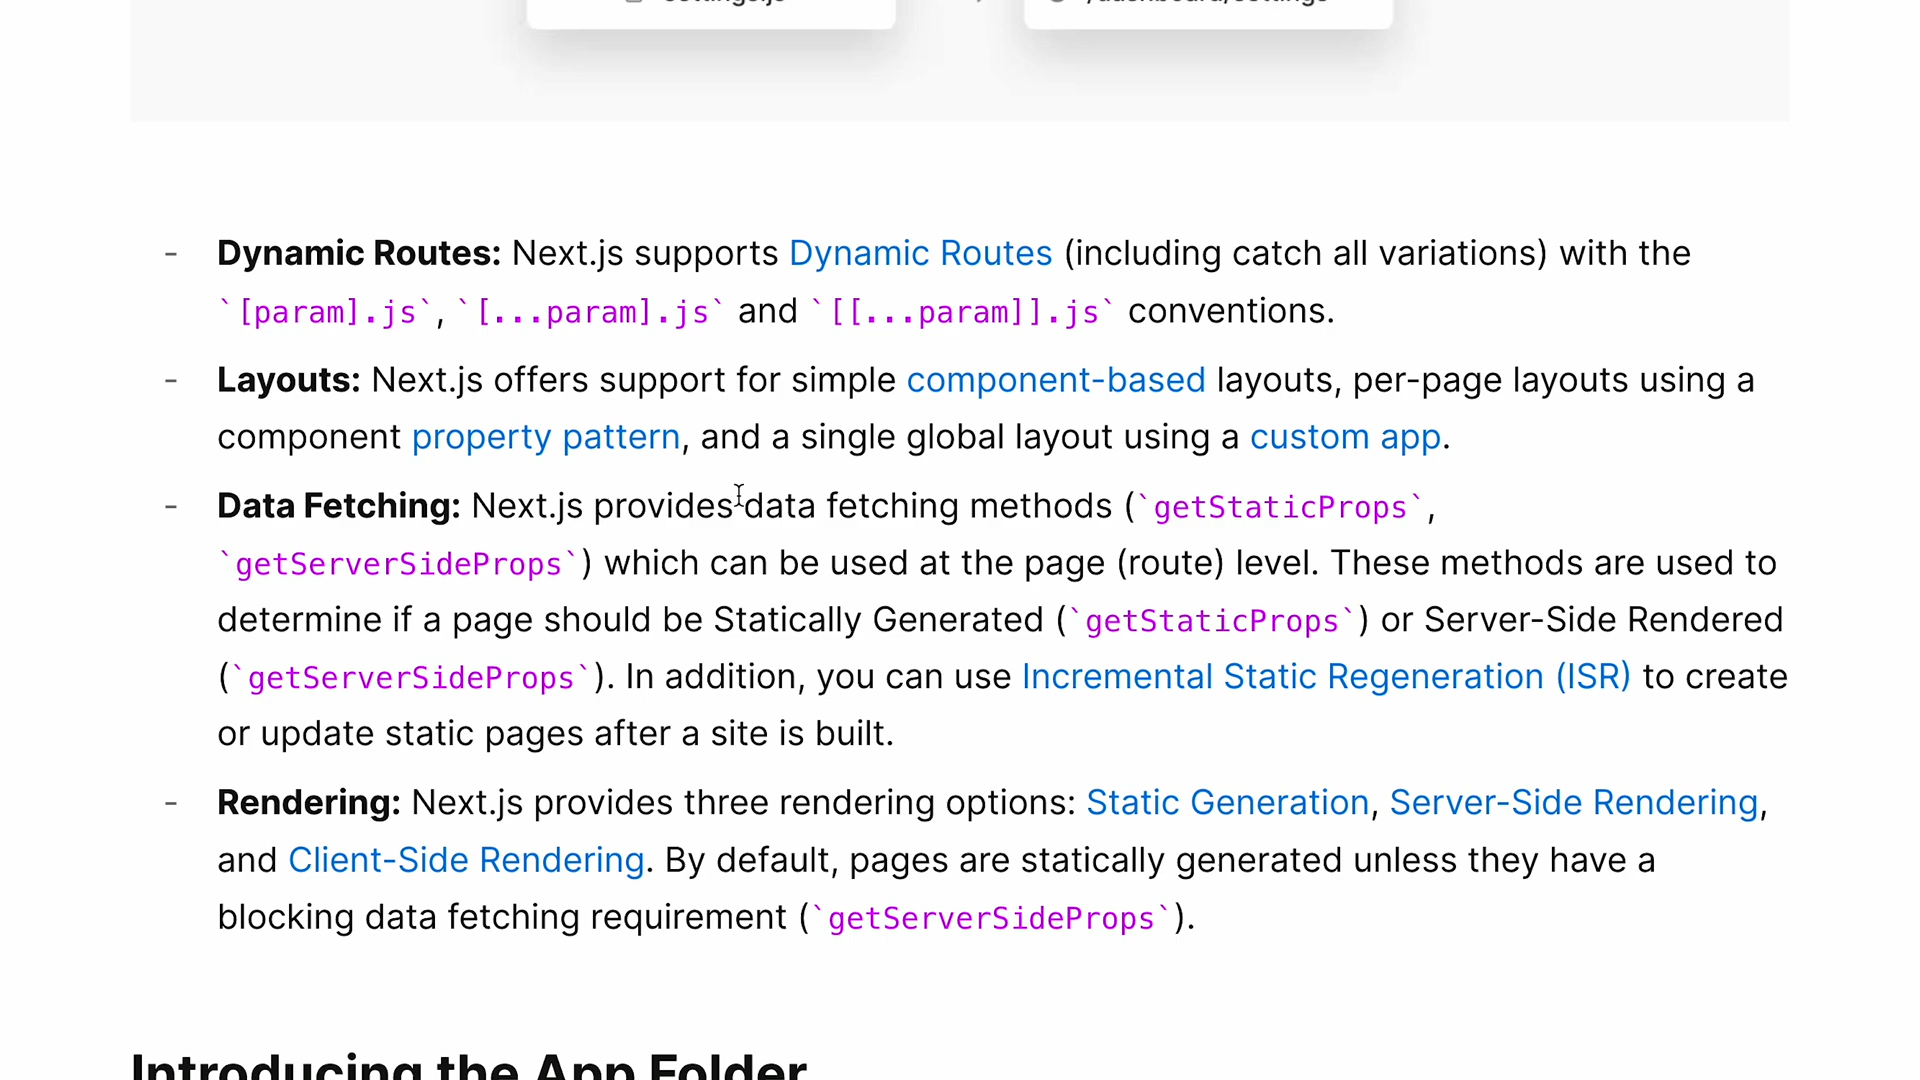 settings.js /dashboard/settings
- Dynamic Routes: Next.js supports Dynamic Routes (including catch all variations) with the
`[param].js`, `[...param].js` and `[[...param]].js` conventions.
- Layouts: Next.js offers support for simple component-based layouts, per-page layouts using a
component property pattern, and a single global layout using a custom app.
- Data Fetching: Next.js provides data fetching methods (`getStaticProps`,
`getServerSideProps`) which can be used at the page (route) level. These methods are used to
determine if a page should be Statically Generated (`getStaticProps`) or Server-Side Rendered
(`getServerSideProps`). In addition, you can use Incremental Static Regeneration (ISR) to create
or update static pages after a site is built.
- Rendering: Next.js provides three rendering options: Static Generation, Server-Side Rendering,
and Client-Side Rendering. By default, pages are statically generated unless they have a
blocking data fetching requirement (`getServerSideProps`).
Introducing the App Folder